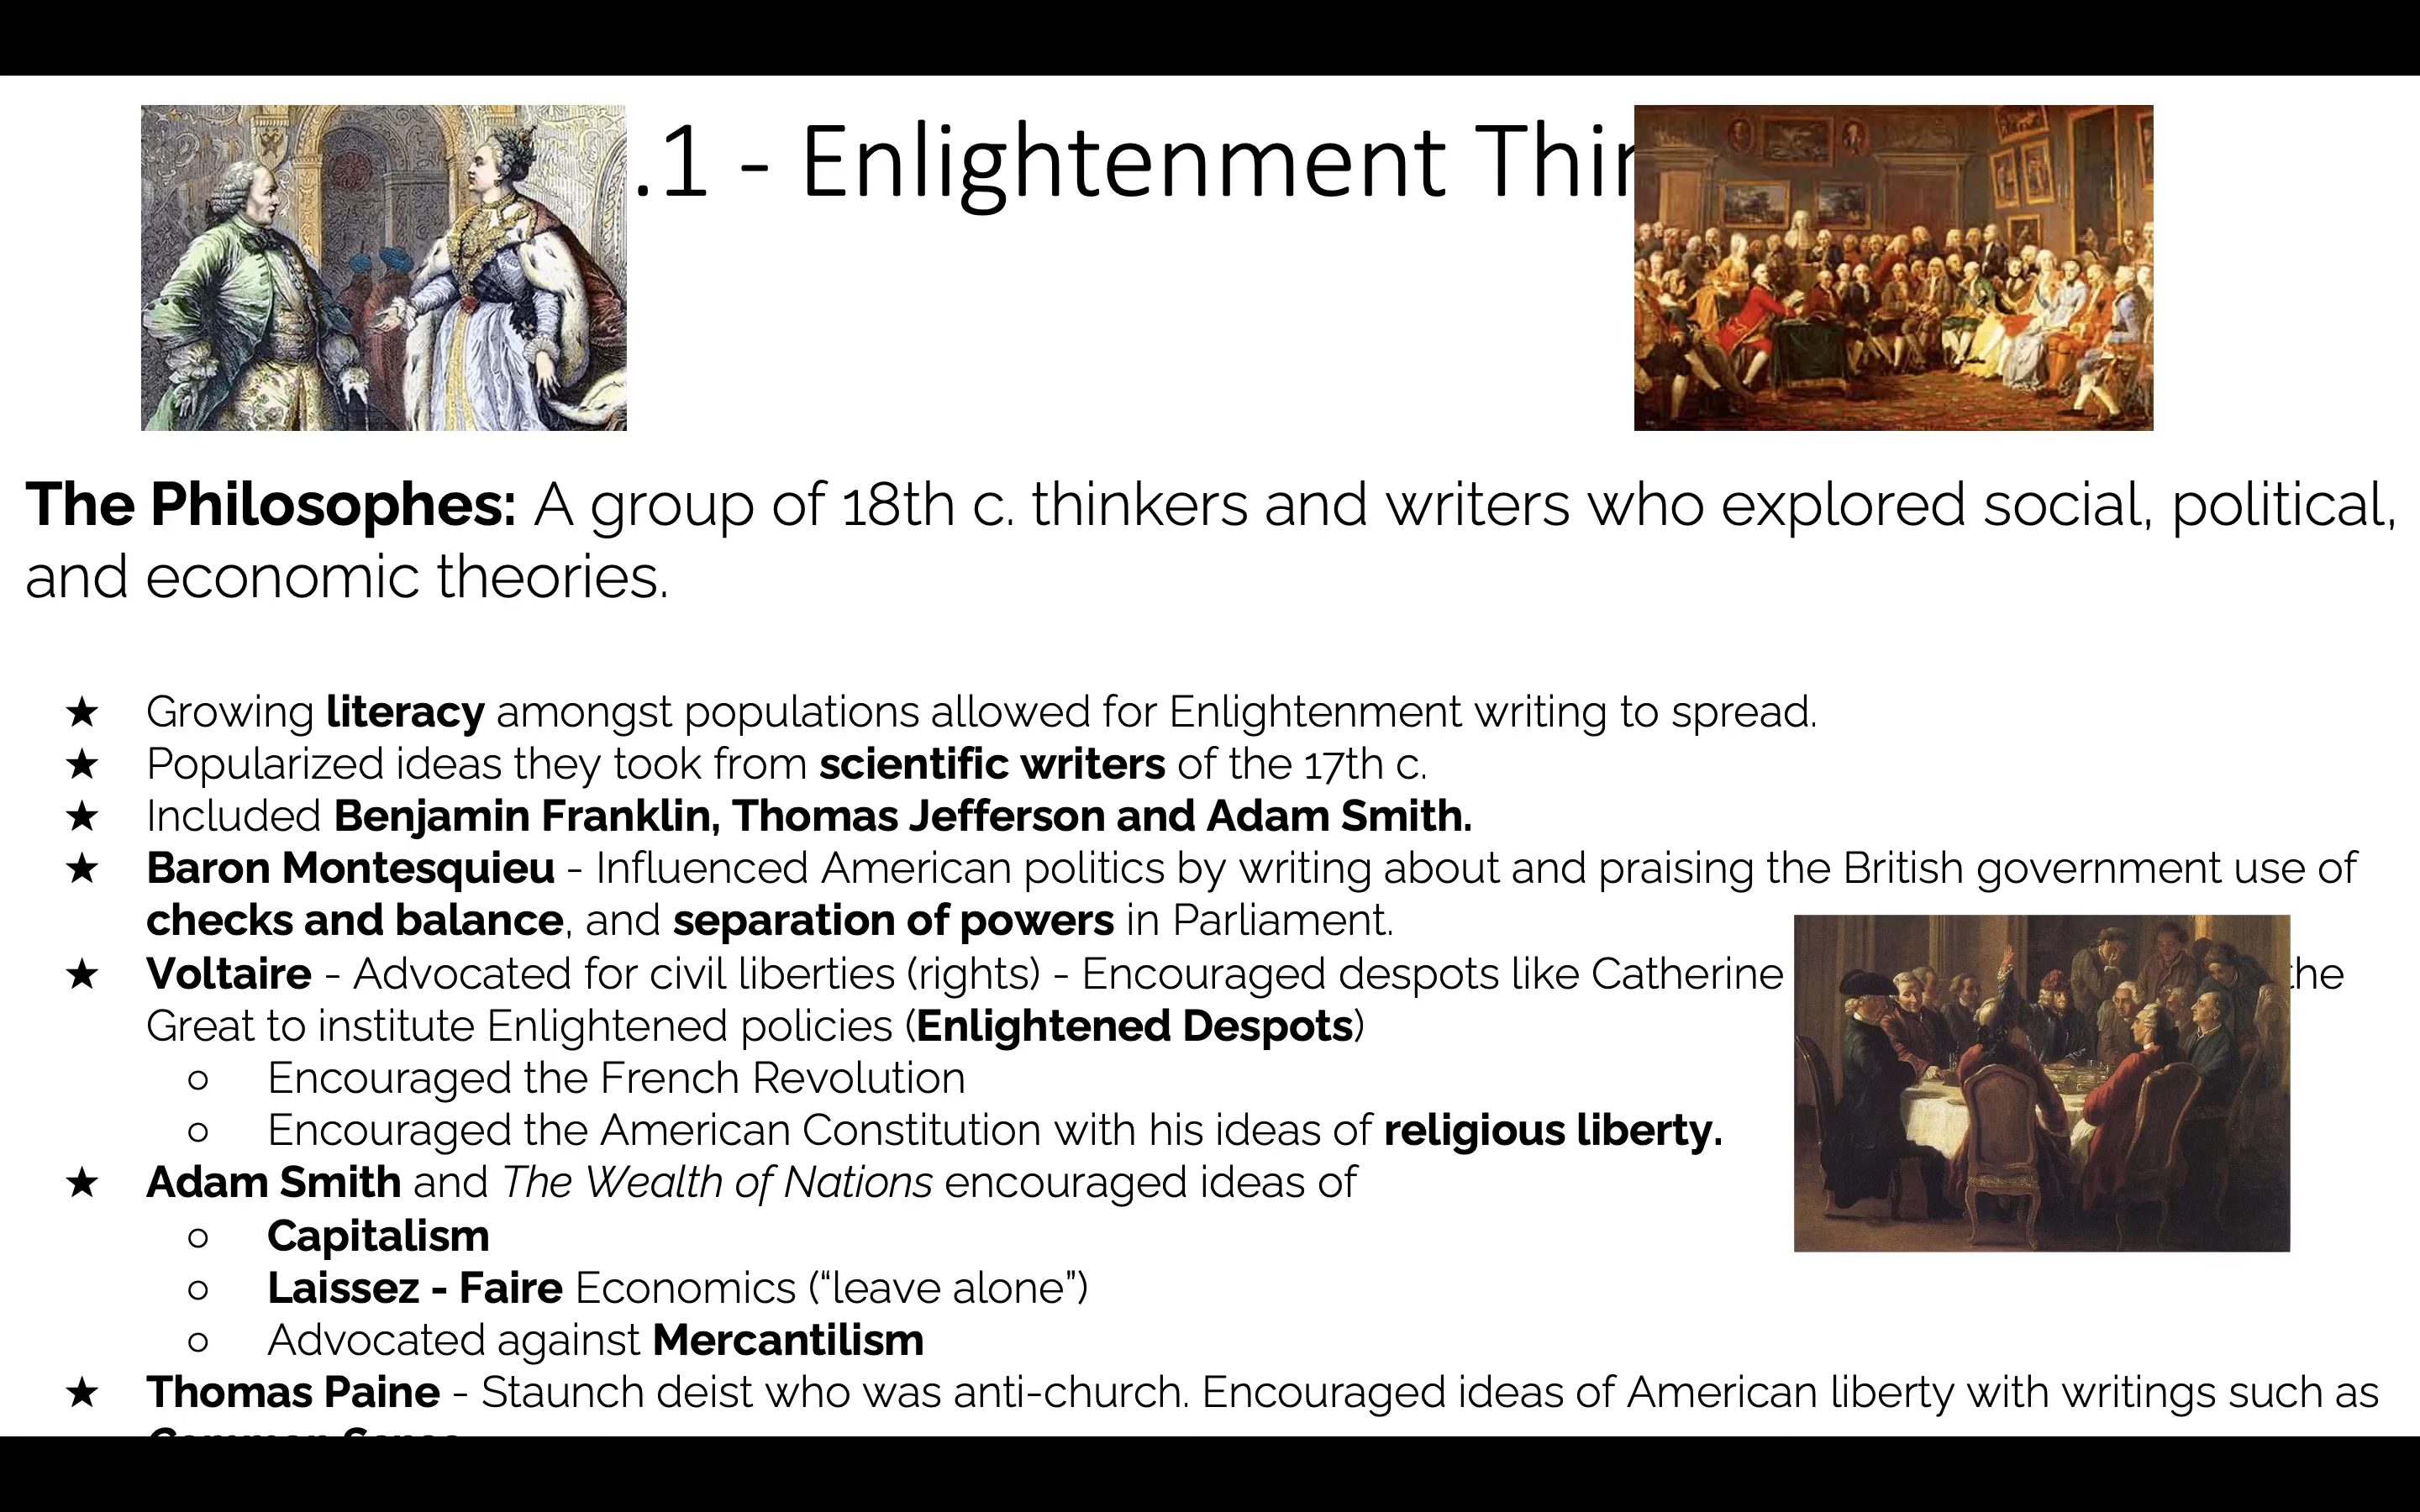 .1 - Enlightenment
The Philosophes: A group of 18th c. thinkers and writers who explored social, political,
and economic theories.
★ Growing literacy amongst populations allowed for Enlightenment writing to spread.
★ Popularized ideas they took from scientific writers of the 17th c.
★ Included Benjamin Franklin, Thomas Jefferson and Adam Smith.
★ Baron Montesquieu - Influenced American politics by writing about and praising the British government use of
checks and balance, and separation of powers in Parliament.
★ Voltaire - Advocated for civil liberties (rights) - Encouraged despots like Catherine the
Great to institute Enlightened policies (Enlightened Despots)
○ Encouraged the French Revolution
○ Encouraged the American Constitution with his ideas of religious liberty.
★ Adam Smith and The Wealth of Nations encouraged ideas of
○ Capitalism
○ Laissez - Faire Economics (“leave alone”)
○ Advocated against Mercantilism
★ Thomas Paine - Staunch deist who was anti-church. Encouraged ideas of American liberty with writings such as